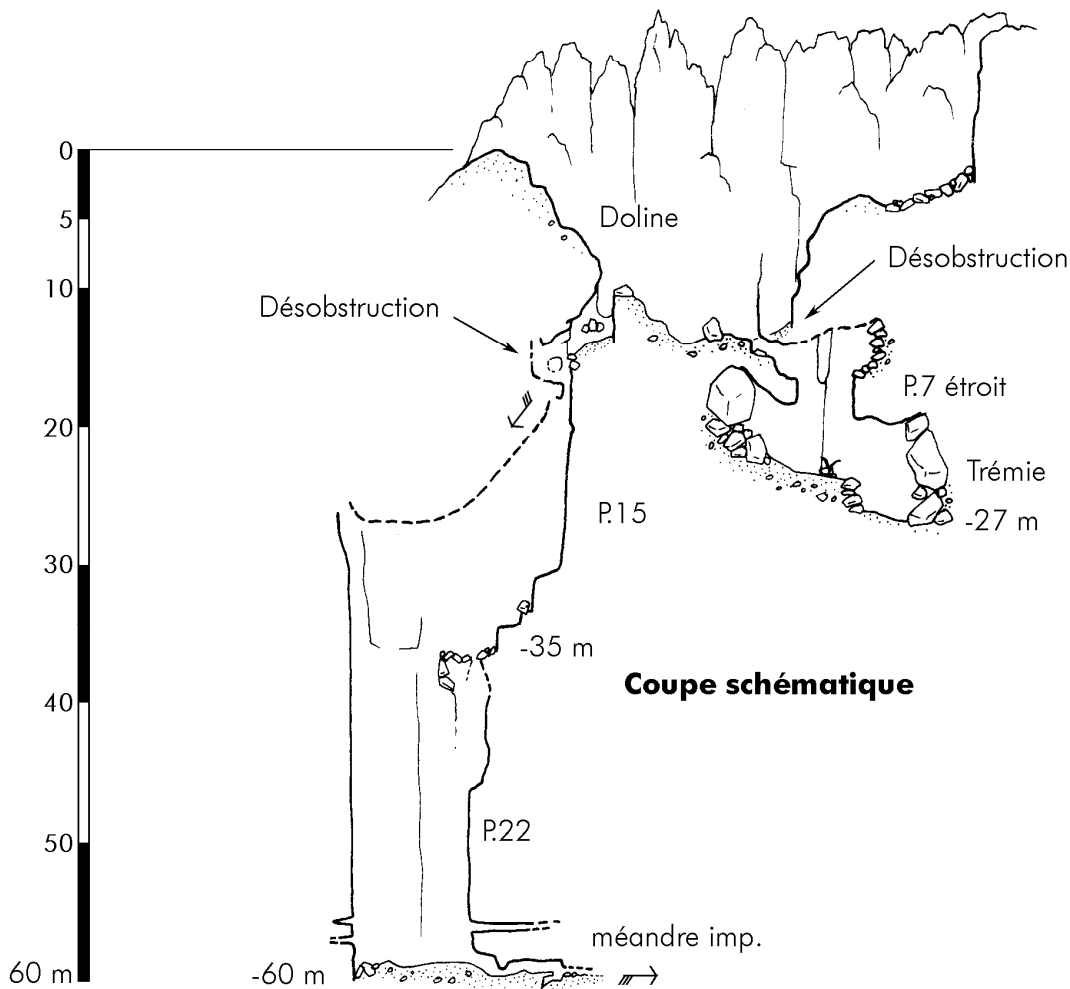 0
5
Doline
Désobstruction
10
Désobstruction
P.7 étroit
20
Trémie
P.15
-27 m
30
-35 m
Coupe schématique
40
P.22
50
méandre imp.
60 m
-60 m